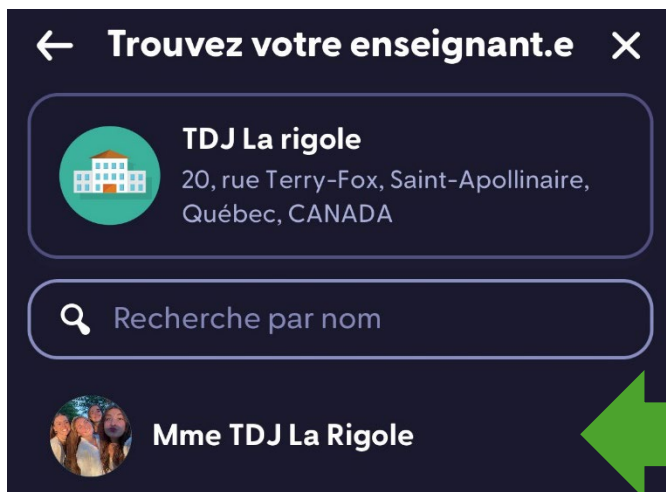 Trouvez votre enseignant.e
TDJ La rigole
20, rue Terry-Fox, Saint-Apollinaire,
Québec, CANADA
Recherche par nom
Mme TDJ La Rigole